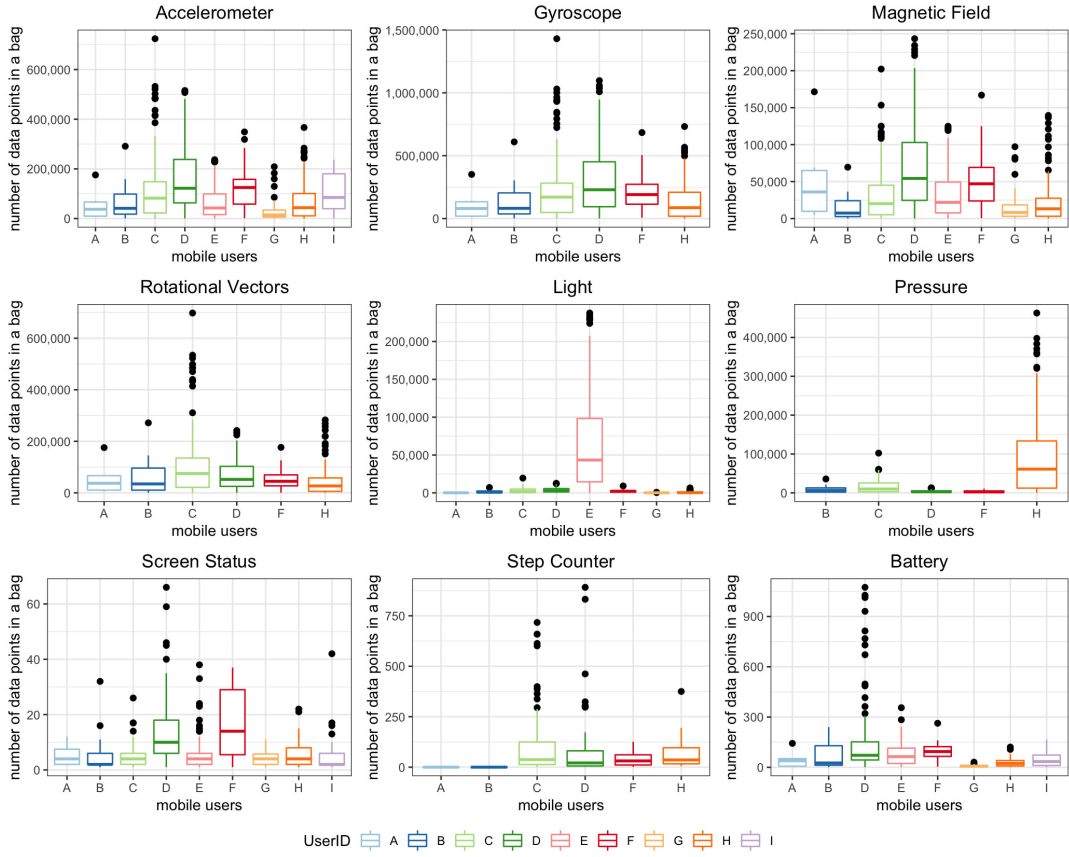 Accelerometer
number of data points in a bag
600,000
400,000
200,000
0
A B C D E F G H I
mobile users
Gyroscope
number of data points in a bag
1,500,000
1,000,000
500,000
0
A B C D F H
mobile users
Magnetic Field
number of data points in a bag
250,000
200,000
150,000
100,000
50,000
0
A B C D E F G H
mobile users
Rotational Vectors
number of data points in a bag
600,000
400,000
200,000
0
A B C D F H
mobile users
Light
number of data points in a bag
200,000
150,000
100,000
50,000
0
A B C D E F G H
mobile users
Pressure
number of data points in a bag
400,000
300,000
200,000
100,000
0
B C D F H
mobile users
Screen Status
number of data points in a bag
60
40
20
0
A B C D E F G H I
mobile users
Step Counter
number of data points in a bag
750
500
250
0
A B C D F H
mobile users
Battery
number of data points in a bag
900
600
300
0
A B D E F G H I
mobile users
UserID A B C D E F G H I